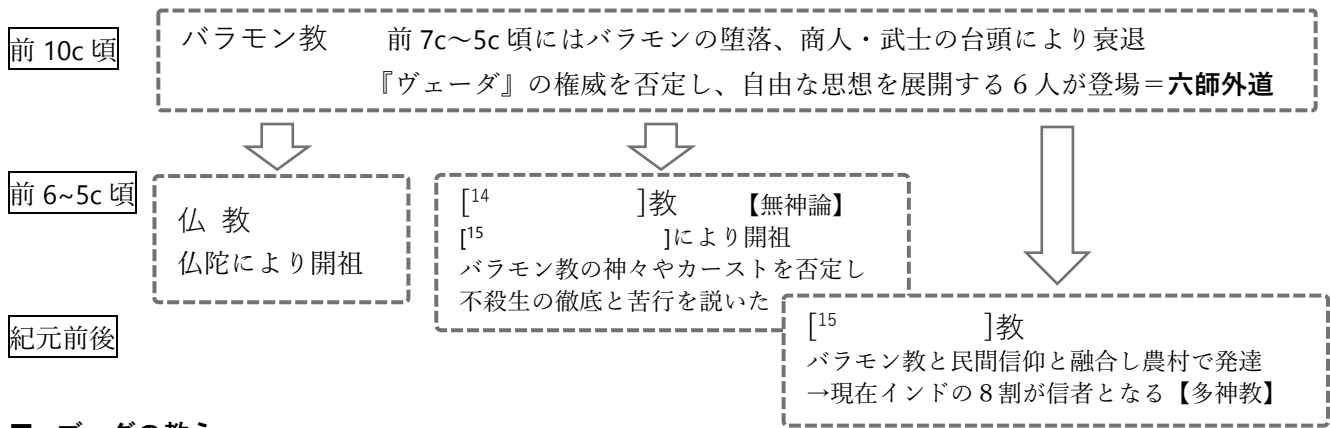 前 10c 頃
バラモン教 前 7c～5c 頃にはバラモンの堕落、商人・武士の台頭により衰退
『ヴェーダ』の権威を否定し、自由な思想を展開する 6 人が登場＝六師外道
前 6~5c 頃
仏 教
仏陀により開祖
[14 ]教 【無神論】
[15 ]により開祖
バラモン教の神々やカーストを否定し
不殺生の徹底と苦行を説いた
紀元前後
[15 ]教
バラモン教と民間信仰と融合し農村で発達
→現在インドの 8 割が信者となる【多神教】